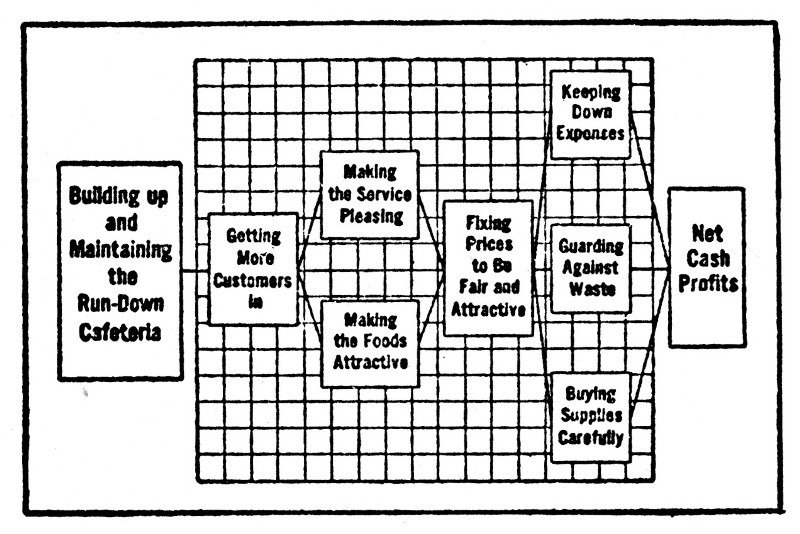 Building up
and
Maintaining
the
Run-Down
Cafeteria
Getting
More
Customers
in
Making
the Service
Pleasing
Making
the Foods
Attractive
Fixing
Prices
to Be
Fair and
Attractive
Keeping
Down
Expenses
Guarding
Against
Waste
Buying
Supplies
Carefully
Net
Cash
Profits